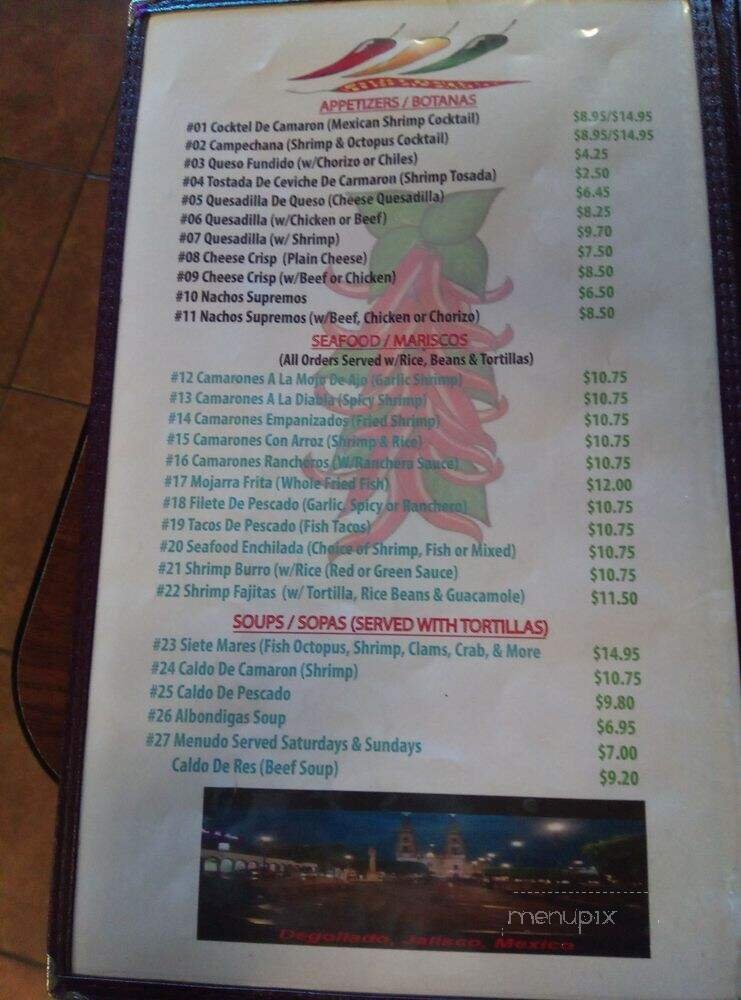 APPETIZERS / BOTANAS
#01 Cocktel De Camaron (Mexican Shrimp Cocktail) $8.95/$14.95
#02 Campechana (Shrimp & Octopus Cocktail) $8.95/$14.95
#03 Queso Fundido (w/Chorizo or Chiles) $4.25
#04 Tostada De Ceviche De Carmaron (Shrimp Tosada) $2.50
#05 Quesadilla De Queso (Cheese Quesadilla) $6.45
#06 Quesadilla (w/Chicken or Beef) $8.25
#07 Quesadilla (w/ Shrimp) $9.70
#08 Cheese Crisp (Plain Cheese) $7.50
#09 Cheese Crisp (w/Beef or Chicken) $8.50
#10 Nachos Supremos $6.50
#11 Nachos Supremos (w/Beef, Chicken or Chorizo) $8.50
SEAFOOD / MARISCOS
(All Orders Served w/Rice, Beans & Tortillas)
#12 Camarones A La Mojo De Ajo (Garlic Shrimp) $10.75
#13 Camarones A La Diabla (Spicy Shrimp) $10.75
#14 Camarones Empanizados (Fried Shrimp) $10.75
#15 Camarones Con Arroz (Shrimp & Rice) $10.75
#16 Camarones Rancheros (W/Ranchera Sauce) $10.75
#17 Mojarra Frita (Whole Fried Fish) $12.00
#18 Filete De Pescado (Garlic, Spicy or Ranchero) $10.75
#19 Tacos De Pescado (Fish Tacos) $10.75
#20 Seafood Enchilada (Choice of Shrimp, Fish or Mixed) $10.75
#21 Shrimp Burro (w/Rice (Red or Green Sauce) $10.75
#22 Shrimp Fajitas (w/ Tortilla, Rice Beans & Guacamole) $11.50
SOUPS / SOPAS (SERVED WITH TORTILLAS)
#23 Siete Mares (Fish Octopus, Shrimp, Clams, Crab, & More $14.95
#24 Caldo De Camaron (Shrimp) $10.75
#25 Caldo De Pescado $9.80
#26 Albondigas Soup $6.95
#27 Menudo Served Saturdays & Sundays $7.00
Caldo De Res (Beef Soup) $9.20
menupix
Degollado, Jalisco, Mexico